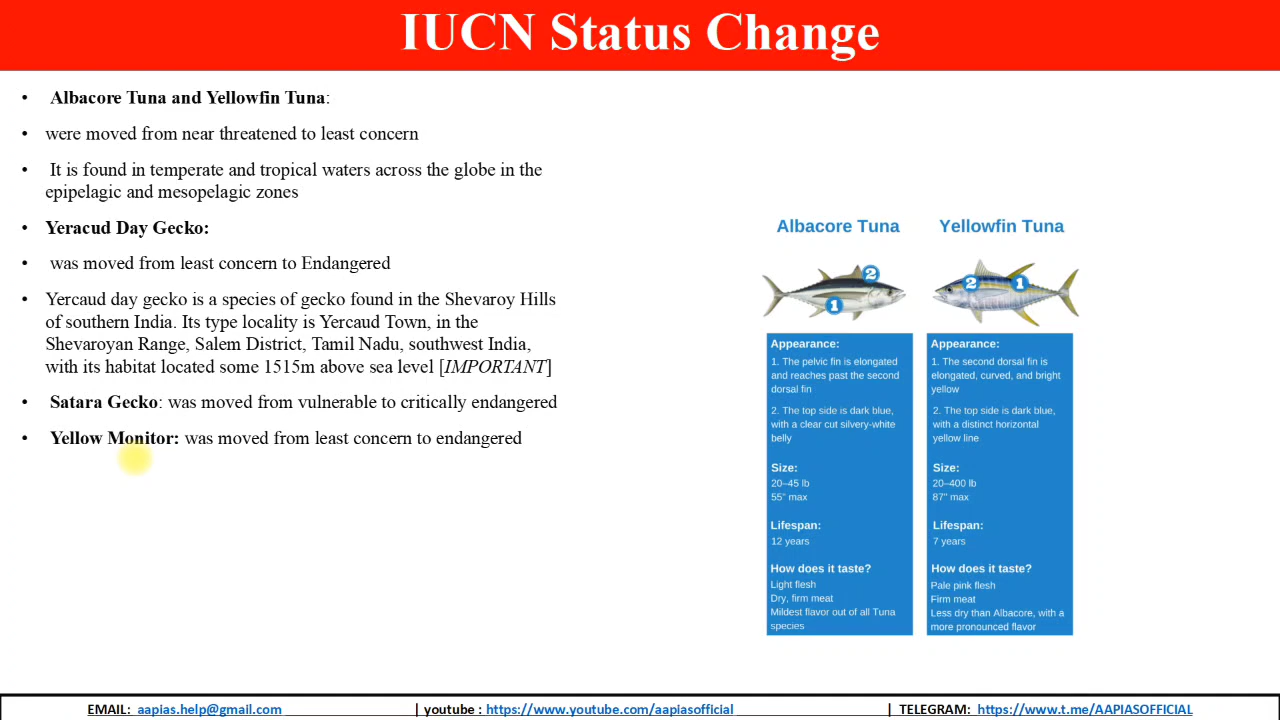 IUCN Status Change
• Albacore Tuna and Yellowfin Tuna:
• were moved from near threatened to least concern
• It is found in temperate and tropical waters across the globe in the
epipelagic and mesopelagic zones
• Yeracud Day Gecko:
• was moved from least concern to Endangered
• Yercaud day gecko is a species of gecko found in the Shevaroy Hills
of southern India. Its type locality is Yercaud Town, in the
Shevaroyan Range, Salem District, Tamil Nadu, southwest India,
with its habitat located some 1515m above sea level [IMPORTANT]
• Satara Gecko: was moved from vulnerable to critically endangered
• Yellow Monitor: was moved from least concern to endangered
Albacore Tuna
2
1
Appearance:
1. The pelvic fin is elongated
and reaches past the second
dorsal fin
2. The top side is dark blue,
with a clear cut silvery-white
belly
Size:
20–45 lb
55" max
Lifespan:
12 years
How does it taste?
Light flesh
Dry, firm meat
Mildest flavor out of all Tuna
species
Yellowfin Tuna
2 1
Appearance:
1. The second dorsal fin is
elongated, curved, and bright
yellow
2. The top side is dark blue,
with a distinct horizontal
yellow line
Size:
20–400 lb
87" max
Lifespan:
7 years
How does it taste?
Pale pink flesh
Firm meat
Less dry than Albacore, with a
more pronounced flavor
EMAIL: aapias.help@gmail.com | youtube : https://www.youtube.com/aapiasofficial | TELEGRAM: https://www.t.me/AAPIASOFFICIAL